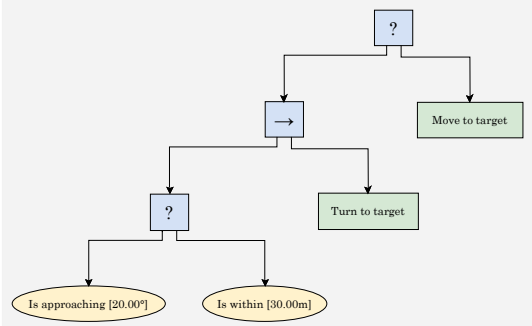 ?
→
Move to target
?
Turn to target
Is approaching [20.00°]
Is within [30.00m]